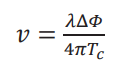 v = λΔΦ / 4πT_c